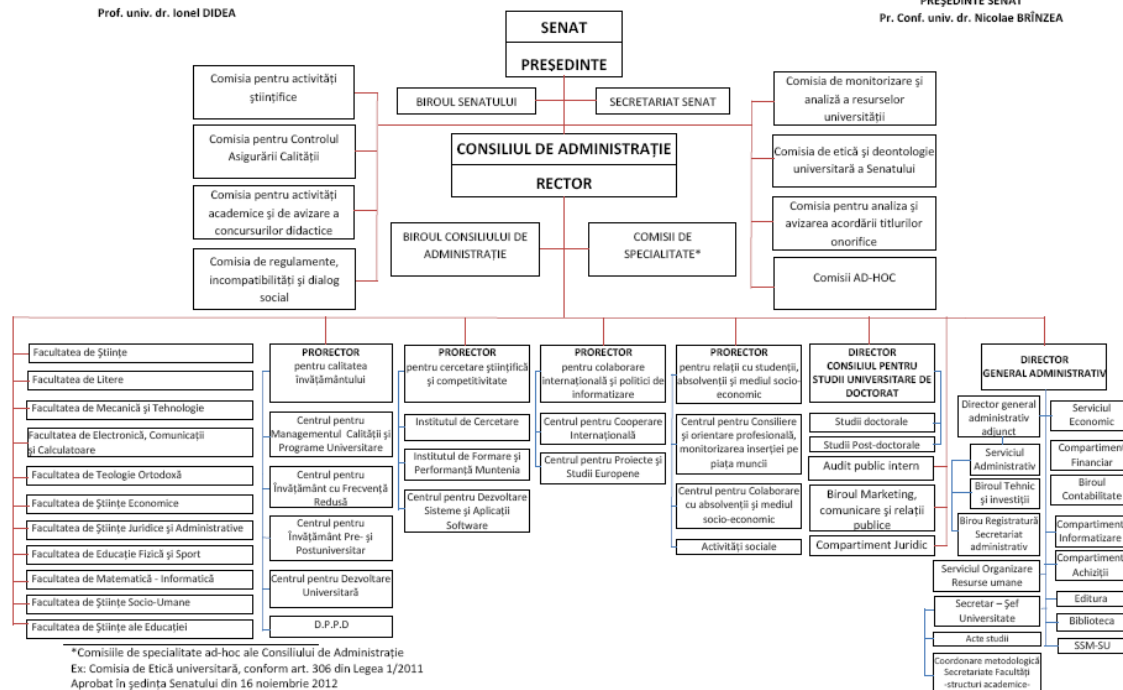 Prof. univ. dr. Ionel DIDEA
PREȘEDINTE SENAT
Pr. Conf. univ. dr. Nicolae BRÎNZEA
SENAT
PREȘEDINTE
BIROUL SENATULUI
SECRETARIAT SENAT
Comisia pentru activități
științifice
Comisia pentru Controlul
Asigurării Calității
Comisia pentru activități
academice și de avizare a
concursurilor didactice
Comisia de regulamente,
incompatibilități și dialog
social
Comisia de monitorizare și
analiză a resurselor
universității
Comisia de etică și deontologie
universitară a Senatului
Comisia pentru analiza și
avizarea acordării titlurilor
onorifice
Comisii AD-HOC
CONSILIUL DE ADMINISTRAȚIE
RECTOR
BIROUL CONSILIULUI DE
ADMINISTRAȚIE
COMISII DE
SPECIALITATE*
Facultatea de Științe
Facultatea de Litere
Facultatea de Mecanică și Tehnologie
Facultatea de Electronică, Comunicații
și Calculatoare
Facultatea de Teologie Ortodoxă
Facultatea de Științe Economice
Facultatea de Științe Juridice și Administrative
Facultatea de Educație Fizică și Sport
Facultatea de Matematică - Informatică
Facultatea de Științe Socio-Umane
Facultatea de Științe ale Educației
PRORECTOR
pentru calitatea
învățământului
Centrul pentru
Managementul Calității și
Programe Universitare
Centrul pentru
Învățământ cu Frecvență
Redusă
Centrul pentru
Învățământ Pre- și
Postuniversitar
Centrul pentru Dezvoltare
Universitară
D.P.P.D
PRORECTOR
pentru cercetare științifică
și competitivitate
Institutul de Cercetare
Institutul de Formare și
Performanță Muntenia
Centrul pentru Dezvoltare
Sisteme și Aplicații
Software
PRORECTOR
pentru colaborare
internațională și politici de
informatizare
Centrul pentru Cooperare
Internațională
Centrul pentru Proiecte și
Studii Europene
PRORECTOR
pentru relații cu studenții,
absolvenții și mediul socio-
economic
Centrul pentru Consiliere
și orientare profesională,
monitorizarea inserției pe
piața muncii
Centrul pentru Colaborare
cu absolvenții și mediul
socio-economic
Activități sociale
DIRECTOR
CONSILIUL PENTRU
STUDII UNIVERSITARE DE
DOCTORAT
Studii doctorale
Studii Post-doctorale
Audit public intern
Biroul Marketing,
comunicare și relații
publice
Compartiment Juridic
DIRECTOR
GENERAL ADMINISTRATIV
Director general
administrativ
adjunct
Serviciul
Administrativ
Biroul Tehnic
și investiții
Birou Registratură
Secretariat
administrativ
Serviciul Organizare
Resurse umane
Secretar – Șef
Universitate
Acte studii
Coordonare metodologică
Secretariate Facultăți
-structuri academice-
Serviciul
Economic
Compartiment
Financiar
Biroul
Contabilitate
Compartiment
Informatizare
Compartiment
Achiziții
Editura
Biblioteca
SSM-SU
*Comisiile de specialitate ad-hoc ale Consiliului de Administrație
Ex: Comisia de Etică universitară, conform art. 306 din Legea 1/2011
Aprobat în ședința Senatului din 16 noiembrie 2012